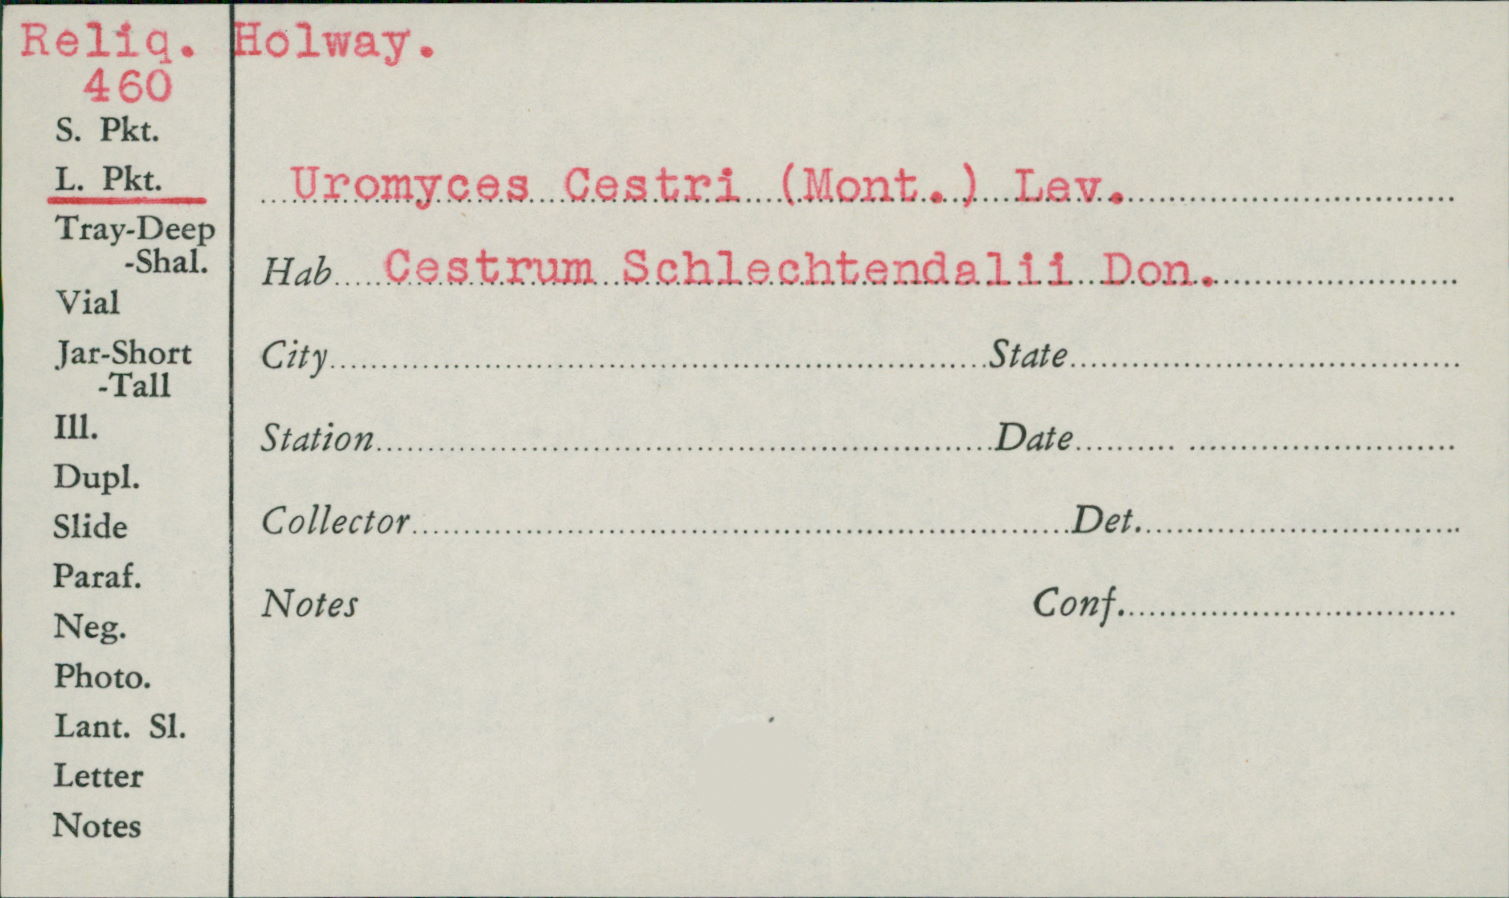 Reliq. Holway.
460
S. Pkt.
L. Pkt.
Uromyces Cestri (Mont.) Lev.
Tray-Deep
-Shal.
Hab Cestrum Schlechtendalii Don.
Vial
Jar-Short
-Tall
City State
Ill.
Station Date
Dupl.
Slide
Collector Det.
Paraf.
Neg.
Notes Conf.
Photo.
Lant. Sl.
Letter
Notes